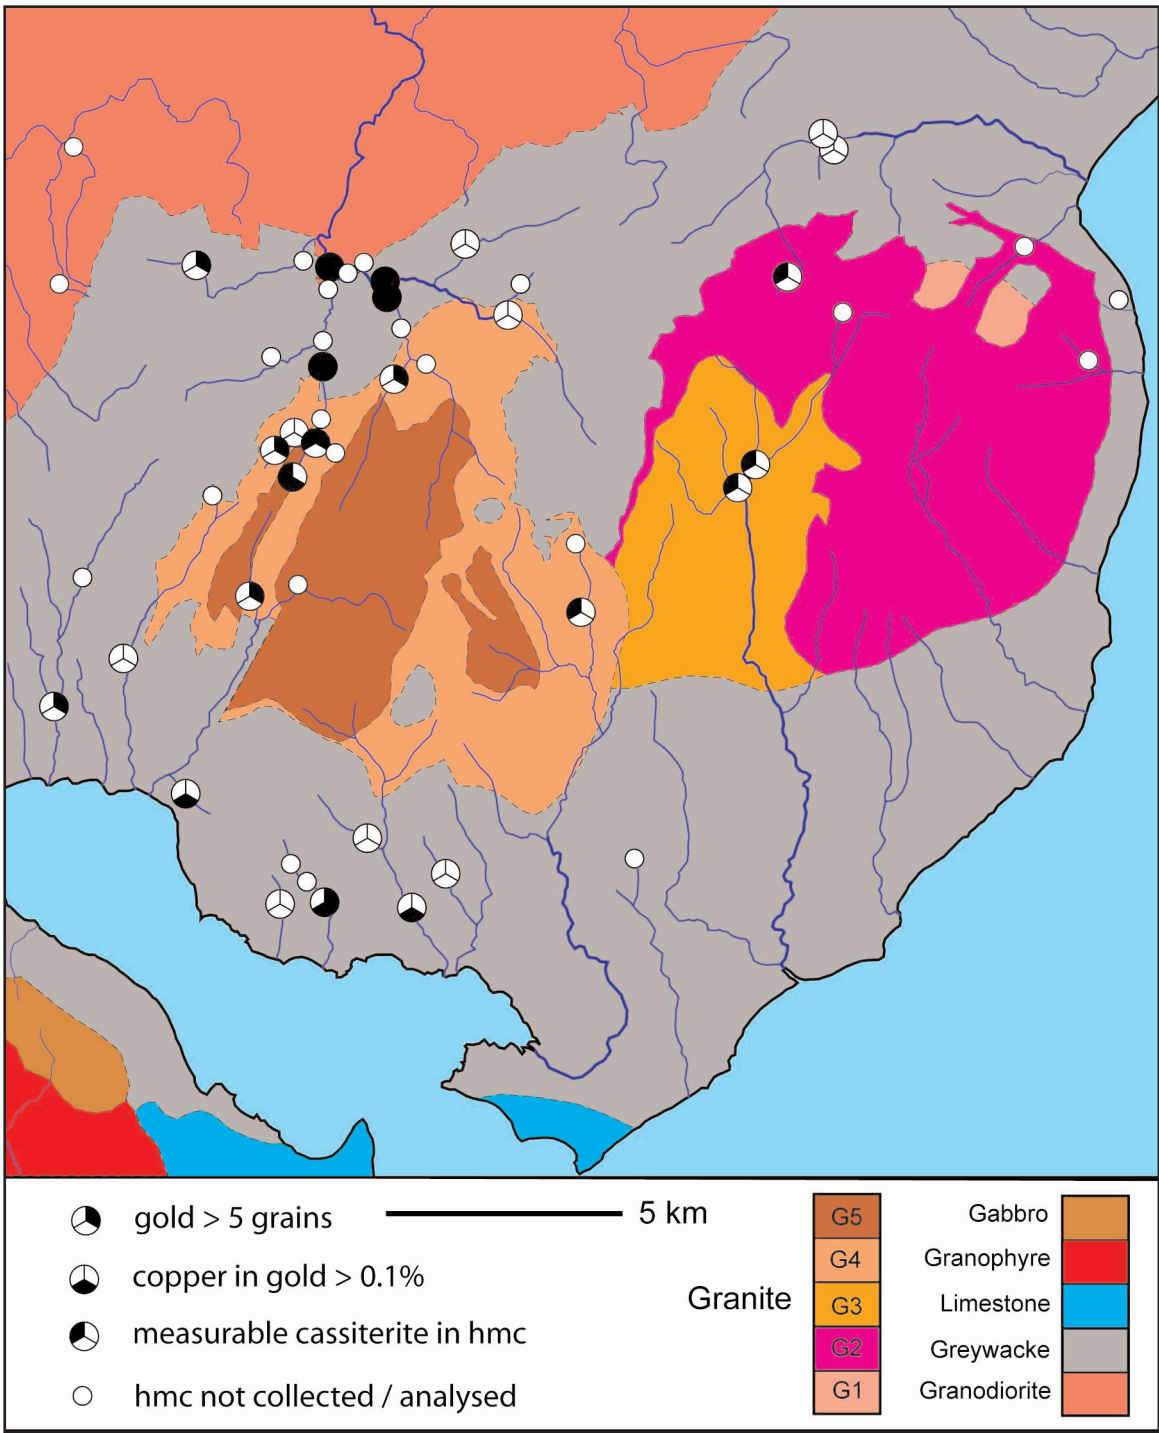 gold > 5 grains
copper in gold > 0.1%
measurable cassiterite in hmc
hmc not collected / analysed
5 km
Granite
G5
G4
G3
G2
G1
Gabbro
Granophyre
Limestone
Greywacke
Granodiorite